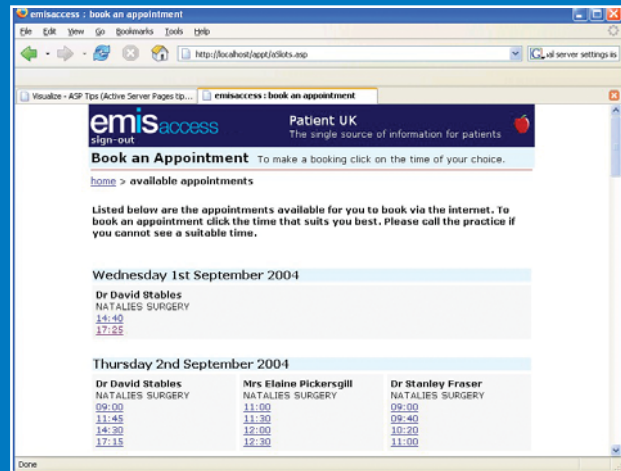 emisaccess : book an appointment
File Edit View Go Bookmarks Tools Help
http://localhost/appt/aSlots.asp
ual server settings is
Visualize - ASP Tips (Active Server Pages tip...
emisaccess : book an appointment
emisaccess
sign-out
Patient UK
The single source of information for patients
Book an Appointment To make a booking click on the time of your choice.
home > available appointments
Listed below are the appointments available for you to book via the internet. To
book an appointment click the time that suits you best. Please call the practice if
you cannot see a suitable time.
Wednesday 1st September 2004
Dr David Stables
NATALIES SURGERY
14:40
17:25
Thursday 2nd September 2004
Dr David Stables
NATALIES SURGERY
09:00
11:45
14:30
17:15
Mrs Elaine Pickersgill
NATALIES SURGERY
11:00
11:30
12:00
12:30
Dr Stanley Fraser
NATALIES SURGERY
09:00
09:40
10:20
11:00
Done